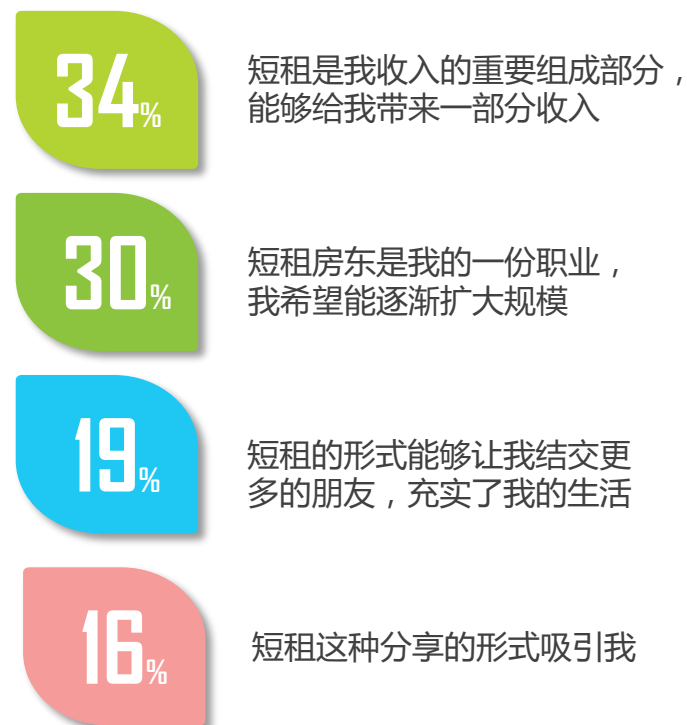 34%
短租是我收入的重要组成部分，
能够给我带来一部分收入
30%
短租房东是我的一份职业，
我希望能逐渐扩大规模
19%
短租的形式能够让我结交更
多的朋友，充实了我的生活
16%
短租这种分享的形式吸引我